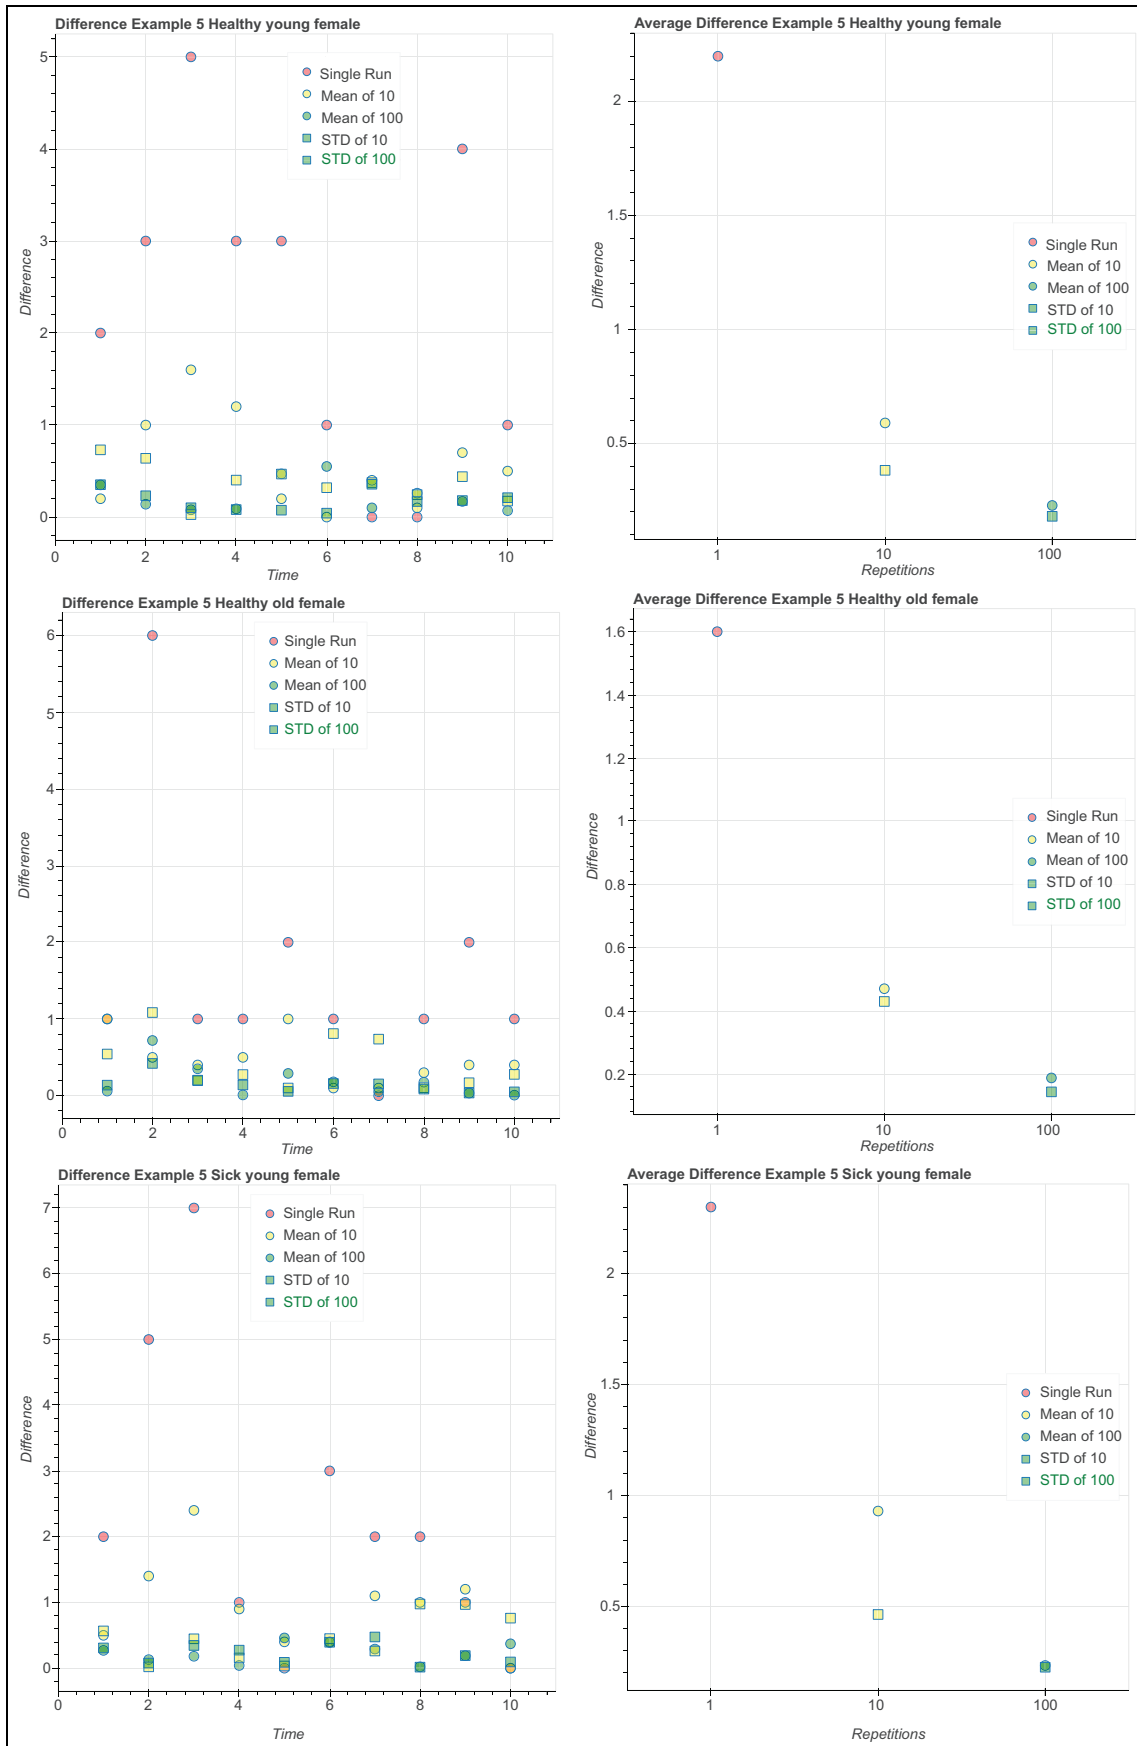 Difference Example 5 Healthy young female
5
4
3
2
1
0
Difference
Single Run
Mean of 10
Mean of 100
STD of 10
STD of 100
0 2 4 6 8 10
Time
Average Difference Example 5 Healthy young female
2
1.5
1
0.5
Difference
Single Run
Mean of 10
Mean of 100
STD of 10
STD of 100
1 10 100
Repetitions
Difference Example 5 Healthy old female
6
5
4
3
2
1
0
Difference
Single Run
Mean of 10
Mean of 100
STD of 10
STD of 100
0 2 4 6 8 10
Time
Average Difference Example 5 Healthy old female
1.6
1.4
1.2
1
0.8
0.6
0.4
0.2
Difference
Single Run
Mean of 10
Mean of 100
STD of 10
STD of 100
1 10 100
Repetitions
Difference Example 5 Sick young female
7
6
5
4
3
2
1
0
Difference
Single Run
Mean of 10
Mean of 100
STD of 10
STD of 100
0 2 4 6 8 10
Time
Average Difference Example 5 Sick young female
2
1.5
1
0.5
Difference
Single Run
Mean of 10
Mean of 100
STD of 10
STD of 100
1 10 100
Repetitions